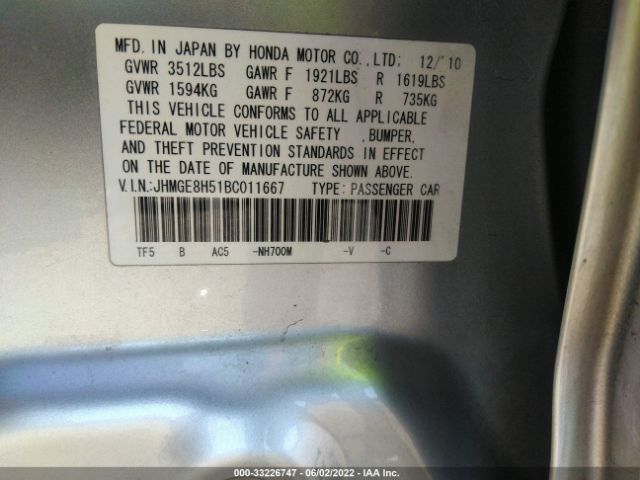 MFD. IN JAPAN BY HONDA MOTOR CO.,LTD: 12/'10
GVWR 3512LBS GAWR F 1921LBS R 1619LBS
GVWR 1594KG GAWR F 872KG R 735KG
THIS VEHICLE CONFORMS TO ALL APPLICABLE
FEDERAL MOTOR VEHICLE SAFETY ,BUMPER,
AND THEFT PREVENTION STANDARDS IN EFFECT
ON THE DATE OF MANUFACTURE SHOWN ABOVE.
V.I.N.:JHMGE8H51BC011667 TYPE: PASSENGER CAR
TF5 B AC5 -NH700M -V -C
000-33226747 - 06/02/2022 - IAA Inc.